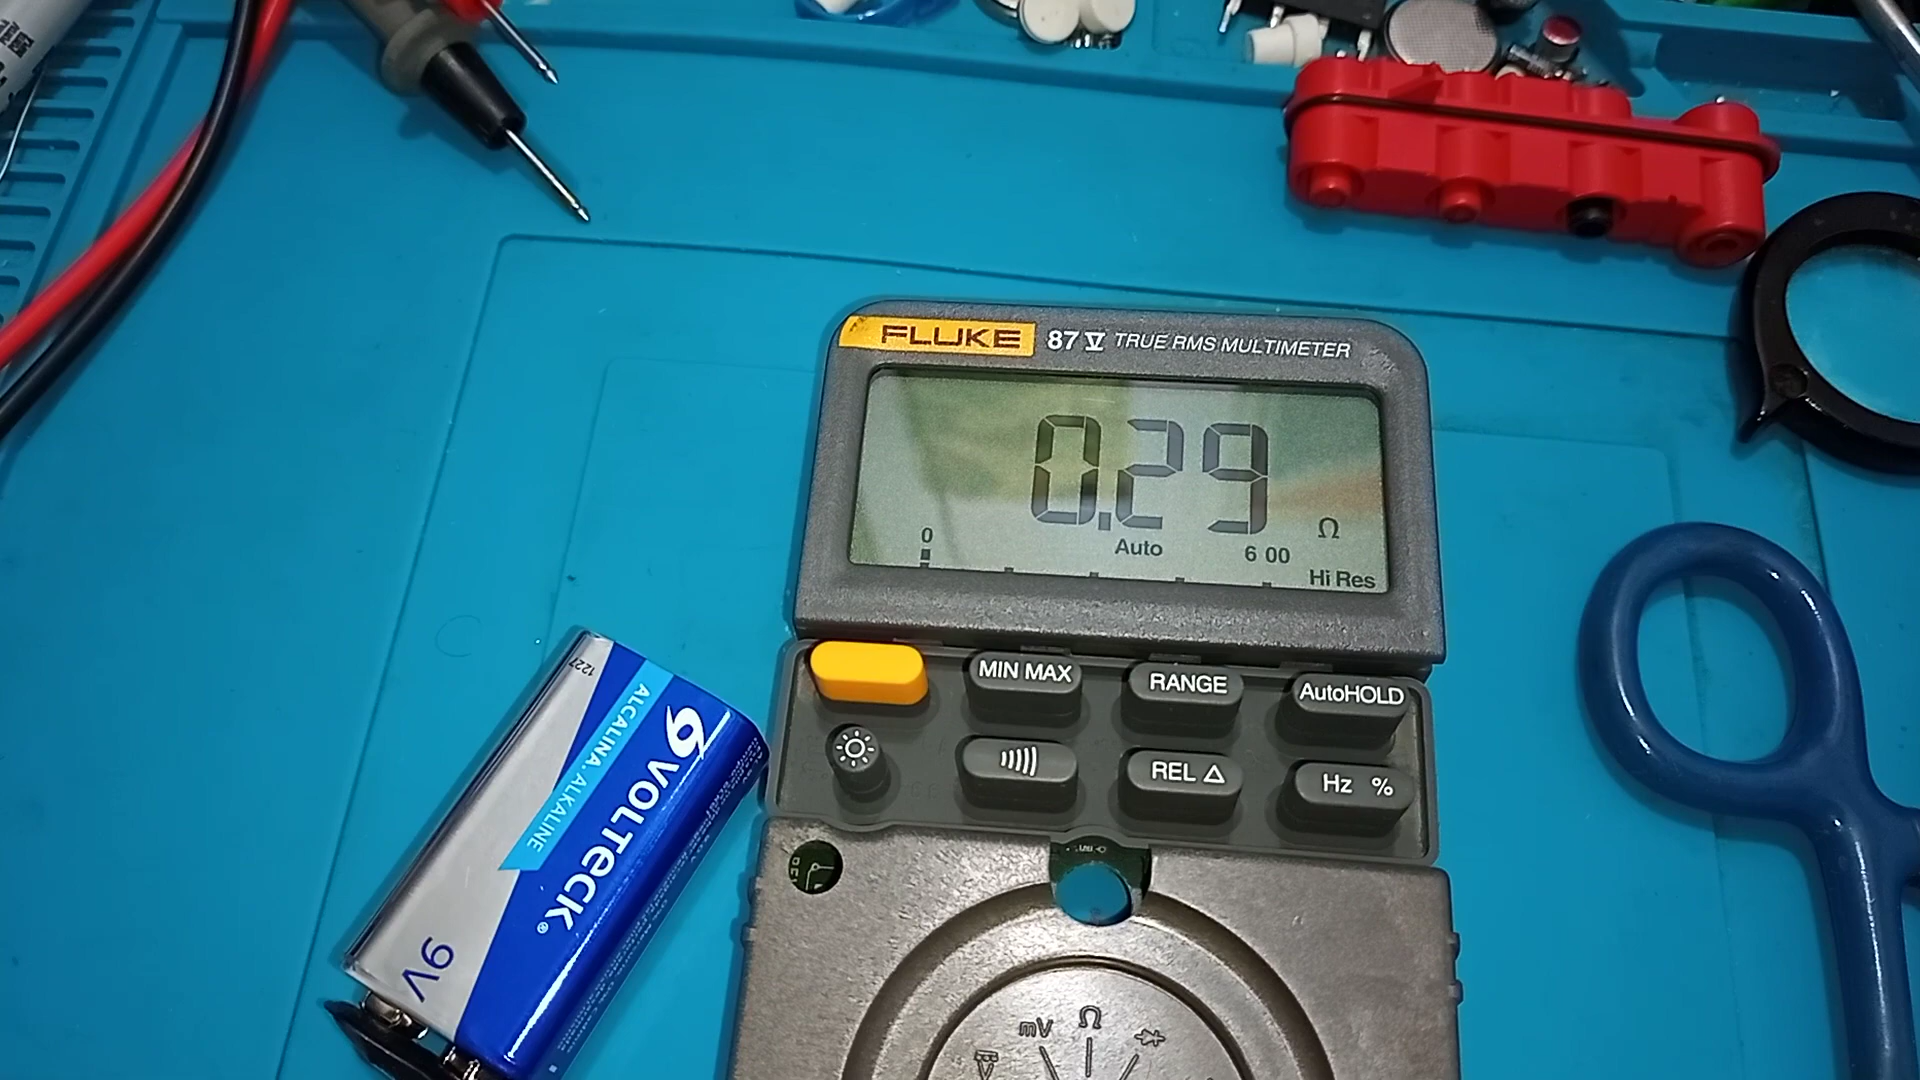 FLUKE 87 V TRUE RMS MULTIMETER
0.29 Ω
0 Auto 6 00
Hi Res
MIN MAX RANGE AutoHOLD
REL Δ Hz %
mV Ω
1227
ALCALINA. ALKALINE
VOLTECK®
9V